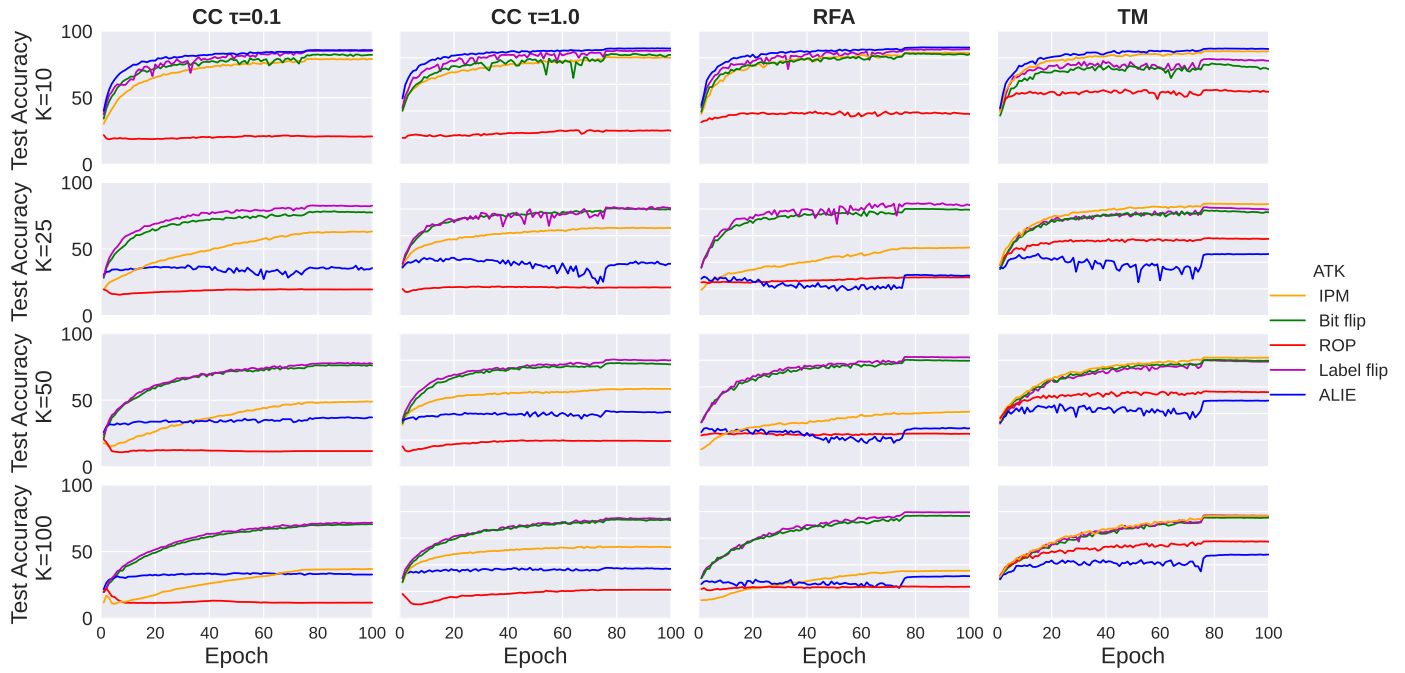 CC τ=0.1 CC τ=1.0 RFA TM
Test Accuracy
K=10
100
50
0
Test Accuracy
K=25
100
50
0
Test Accuracy
K=50
100
50
0
Test Accuracy
K=100
100
50
0
ATK
IPM
Bit flip
ROP
Label flip
ALIE
0 20 40 60 80 100 0 20 40 60 80 100 0 20 40 60 80 100 0 20 40 60 80 100
Epoch Epoch Epoch Epoch